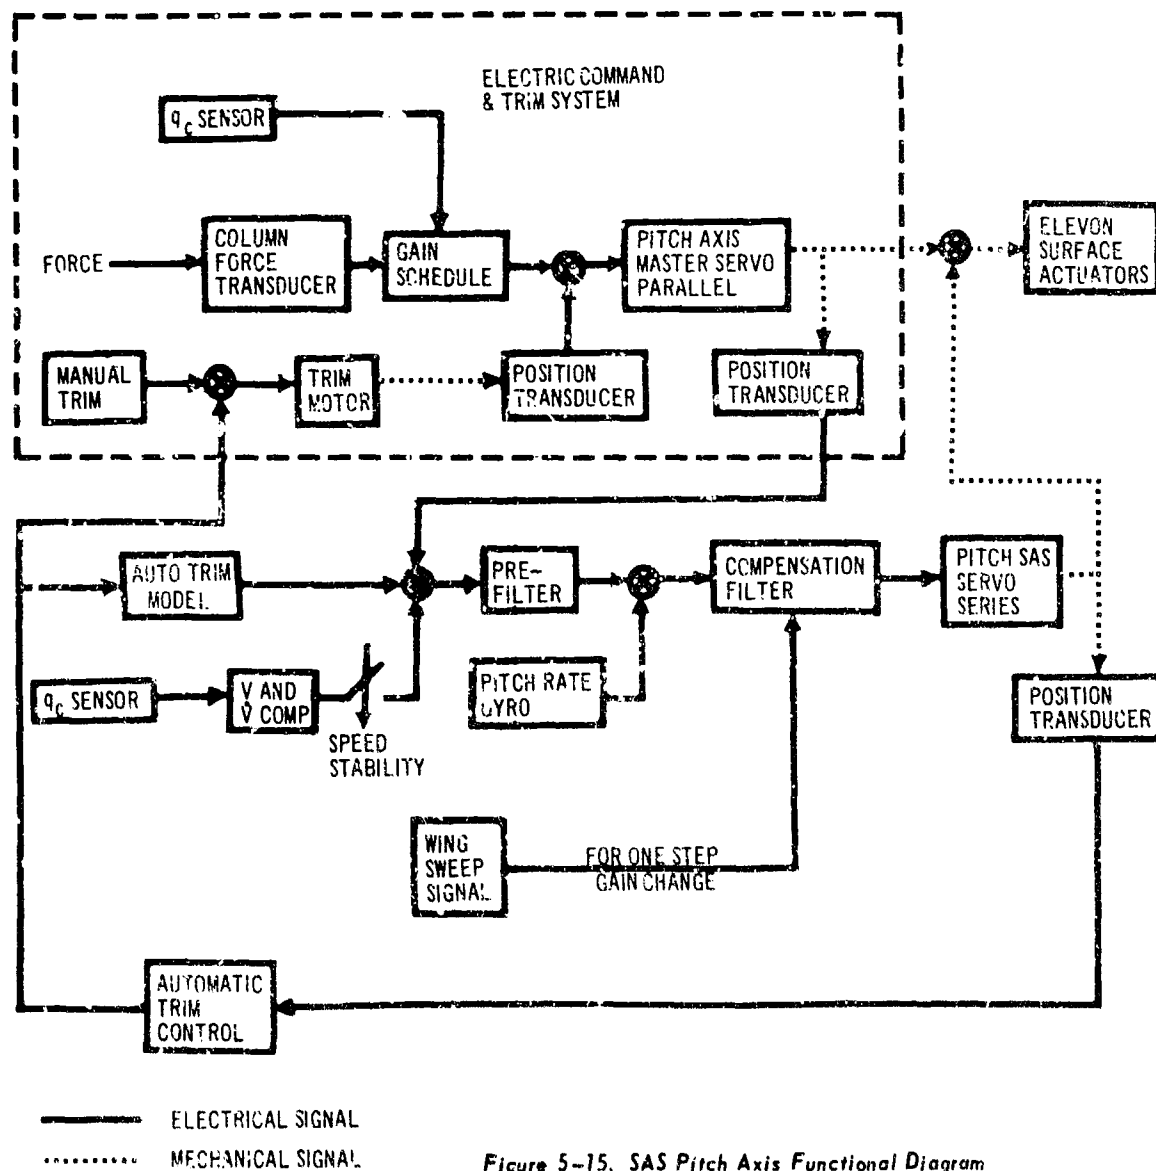 ELECTRIC COMMAND
& TRIM SYSTEM
qc SENSOR
FORCE
COLUMN
FORCE
TRANSDUCER
GAIN
SCHEDULE
PITCH AXIS
MASTER SERVO
PARALLEL
ELEVON
SURFACE
ACTUATORS
MANUAL
TRIM
TRIM
MOTOR
POSITION
TRANSDUCER
POSITION
TRANSDUCER
AUTO TRIM
MODEL
PRE-
FILTER
COMPENSATION
FILTER
PITCH SAS
SERVO
SERIES
qc SENSOR
V AND
V̇ COMP
SPEED
STABILITY
PITCH RATE
GYRO
POSITION
TRANSDUCER
WING
SWEEP
SIGNAL
FOR ONE STEP
GAIN CHANGE
AUTOMATIC
TRIM
CONTROL
ELECTRICAL SIGNAL
MECHANICAL SIGNAL
Figure 5-15. SAS Pitch Axis Functional Diagram